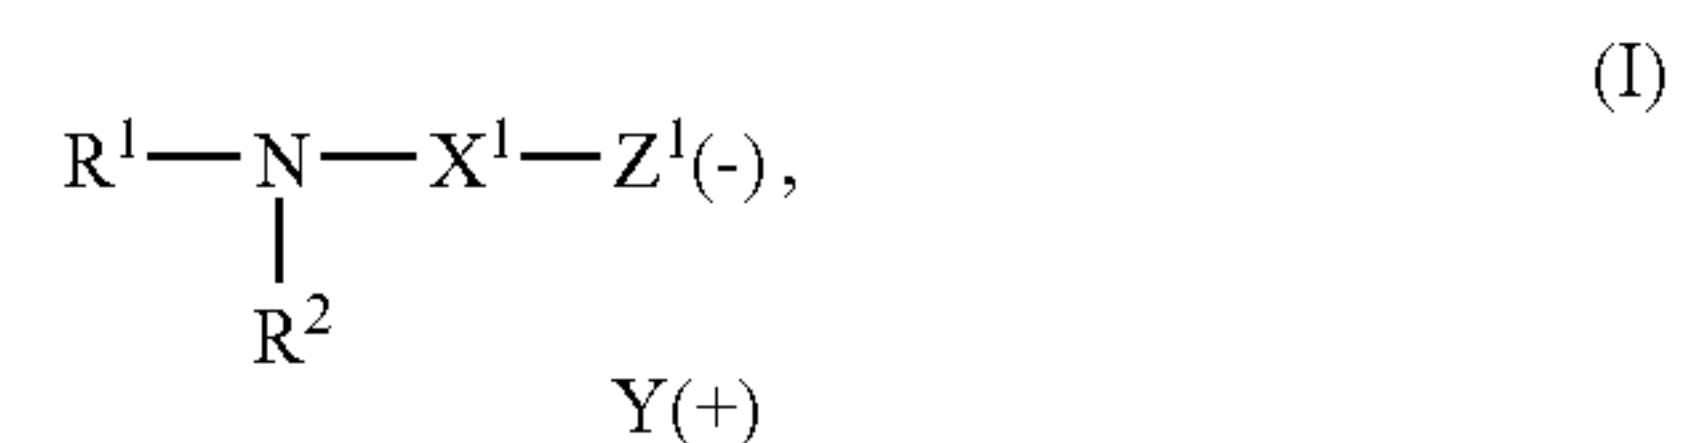 (I)
R¹—N—X¹—Z¹(-),
R²
Y(+)